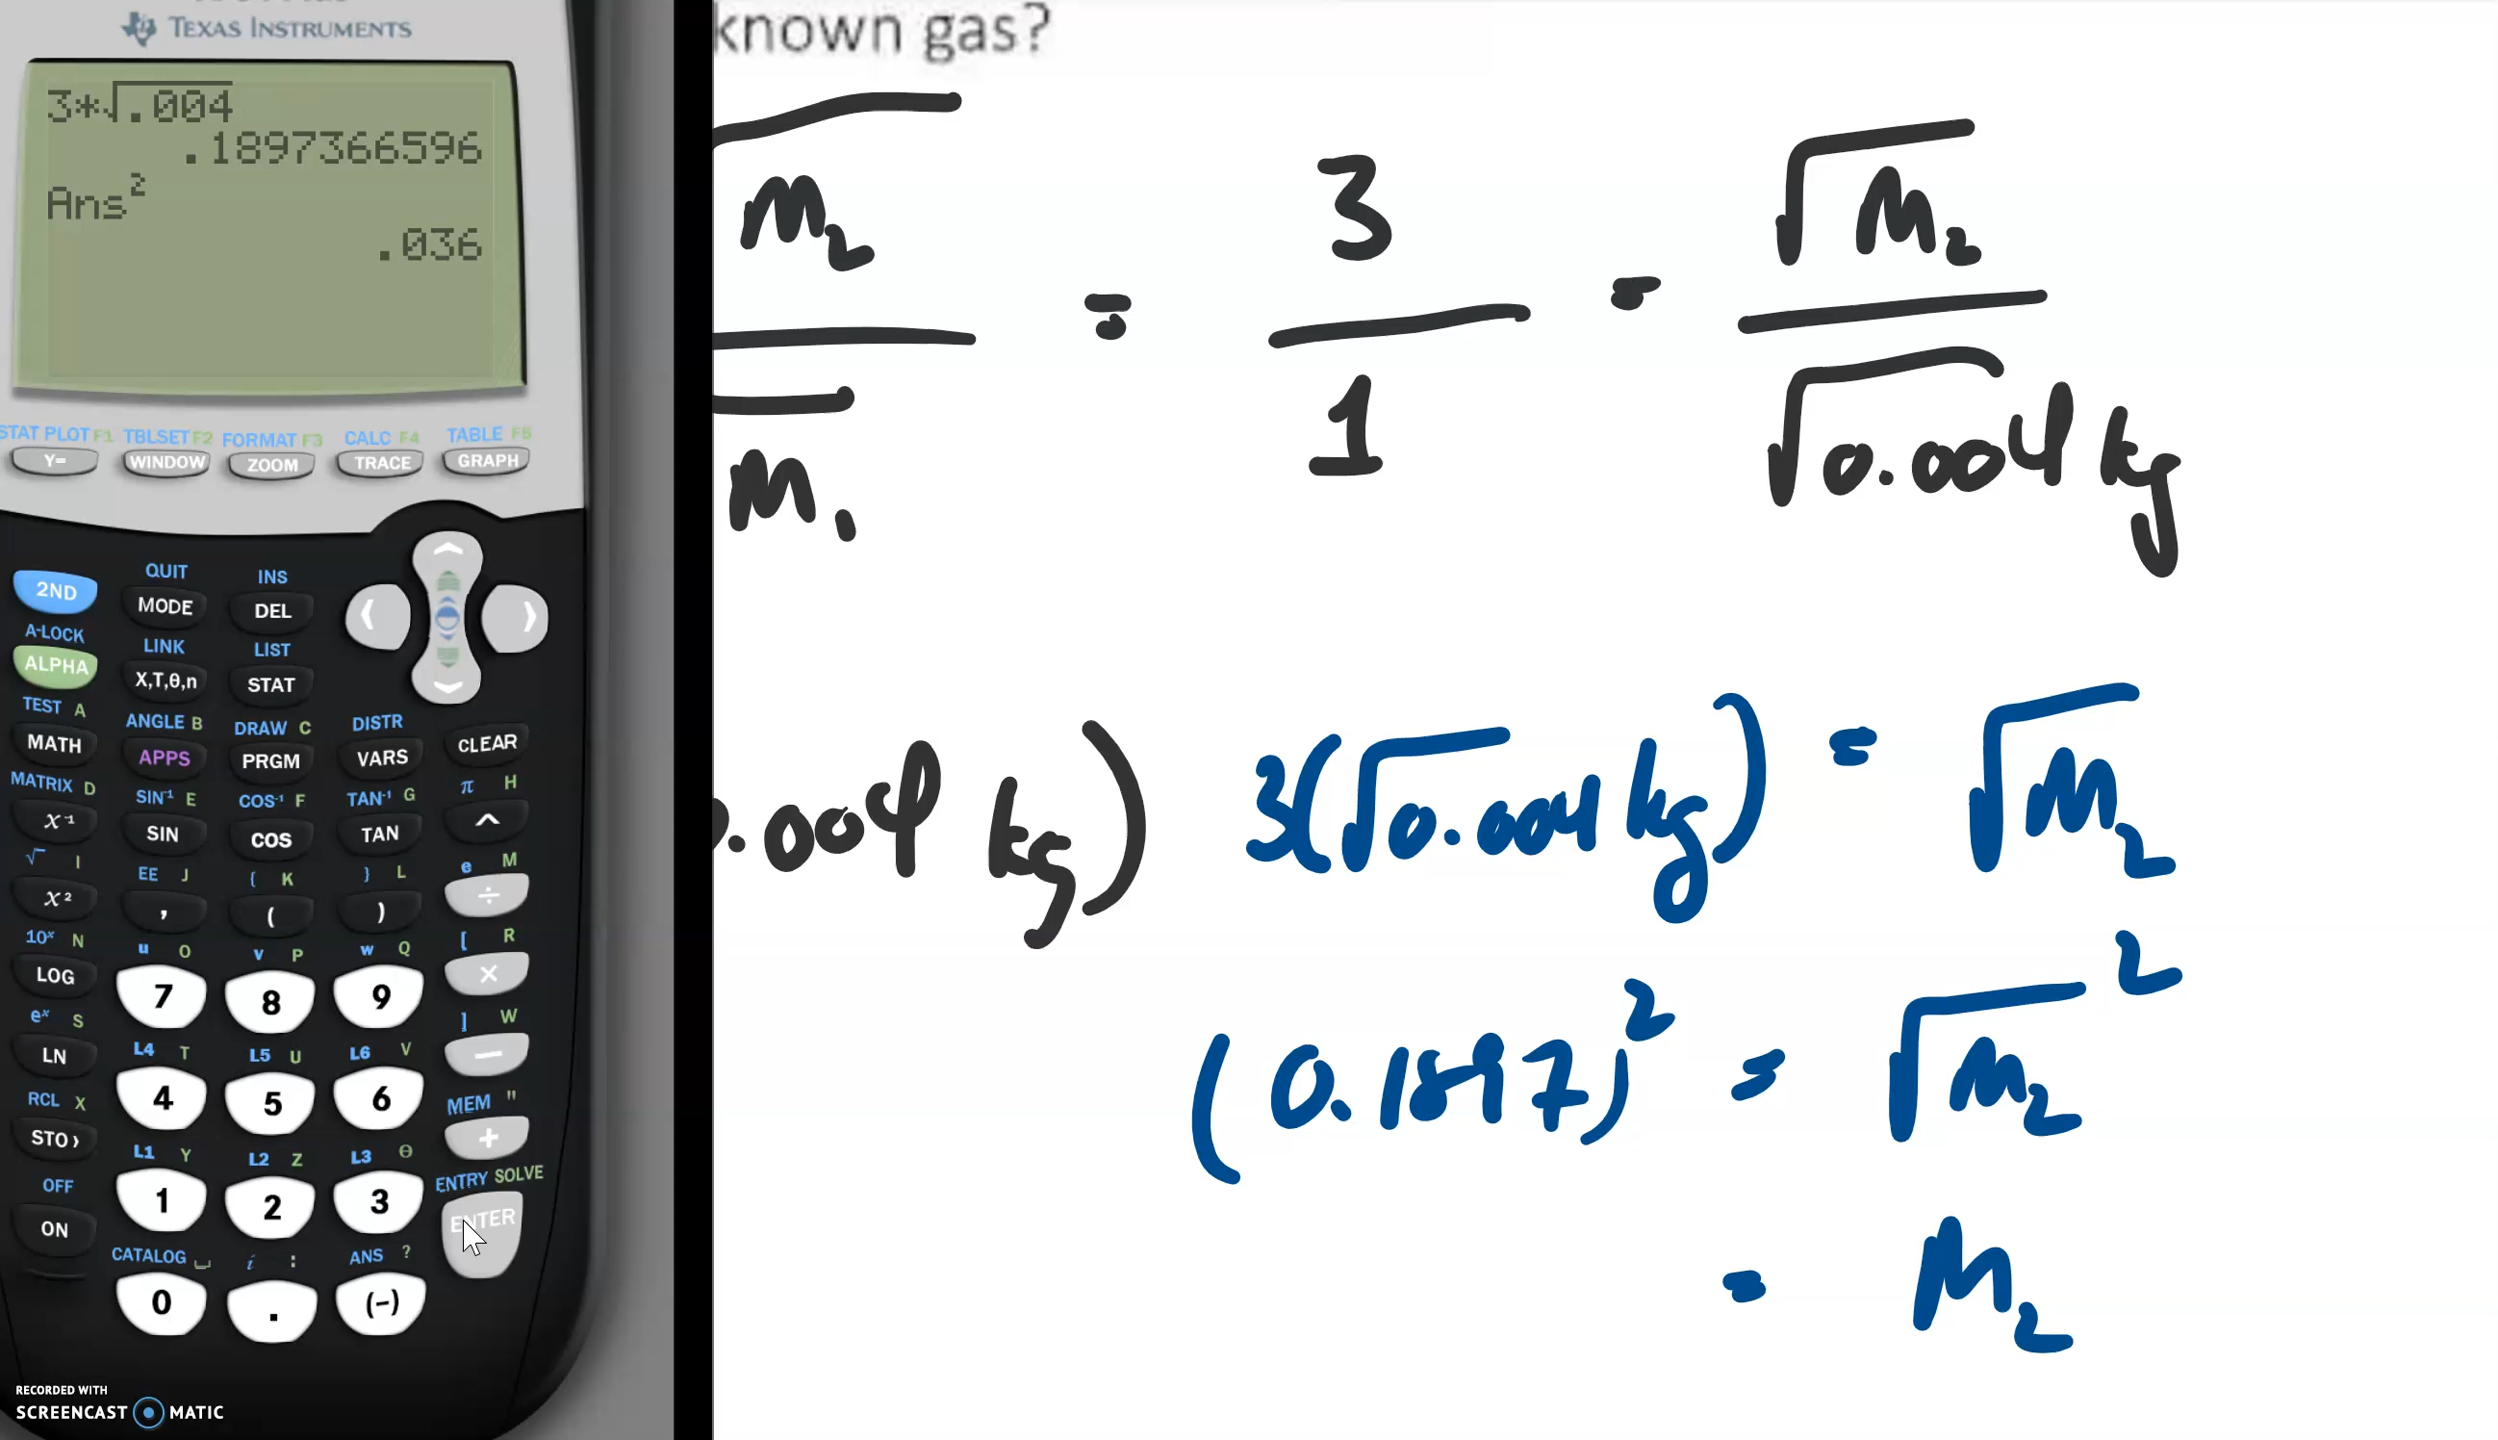 TEXAS INSTRUMENTS
3*√.004
.1897366596
Ans²
.036
STAT PLOT F1 TBLSET F2 FORMAT F3 CALC F4 TABLE F5
Y= WINDOW ZOOM TRACE GRAPH
QUIT INS
2ND MODE DEL
A-LOCK LINK LIST
ALPHA X,T,θ,n STAT
TEST A ANGLE B DRAW C DISTR
MATH APPS PRGM VARS CLEAR
MATRIX D SIN⁻¹ E COS⁻¹ F TAN⁻¹ G π H
x⁻¹ SIN COS TAN ^
√ I EE J { K } L e M
x² , ( ) ÷
10ˣ N u O v P w Q [ R
LOG 7 8 9 ×
eˣ S L4 T L5 U L6 V ] W
LN 4 5 6 —
RCL X L1 Y L2 Z L3 θ MEM "
STO› 1 2 3 +
OFF CATALOG ⎵ i : ANS ? ENTRY SOLVE
ON 0 . (–) ENTER
RECORDED WITH
SCREENCAST MATIC
known gas?
M₂ = 3 = √M₂
M₁ 1 √0.004 kg
.004 kg) 3(√0.004 kg) = √M₂
(0.1897)² = √M₂²
= M₂